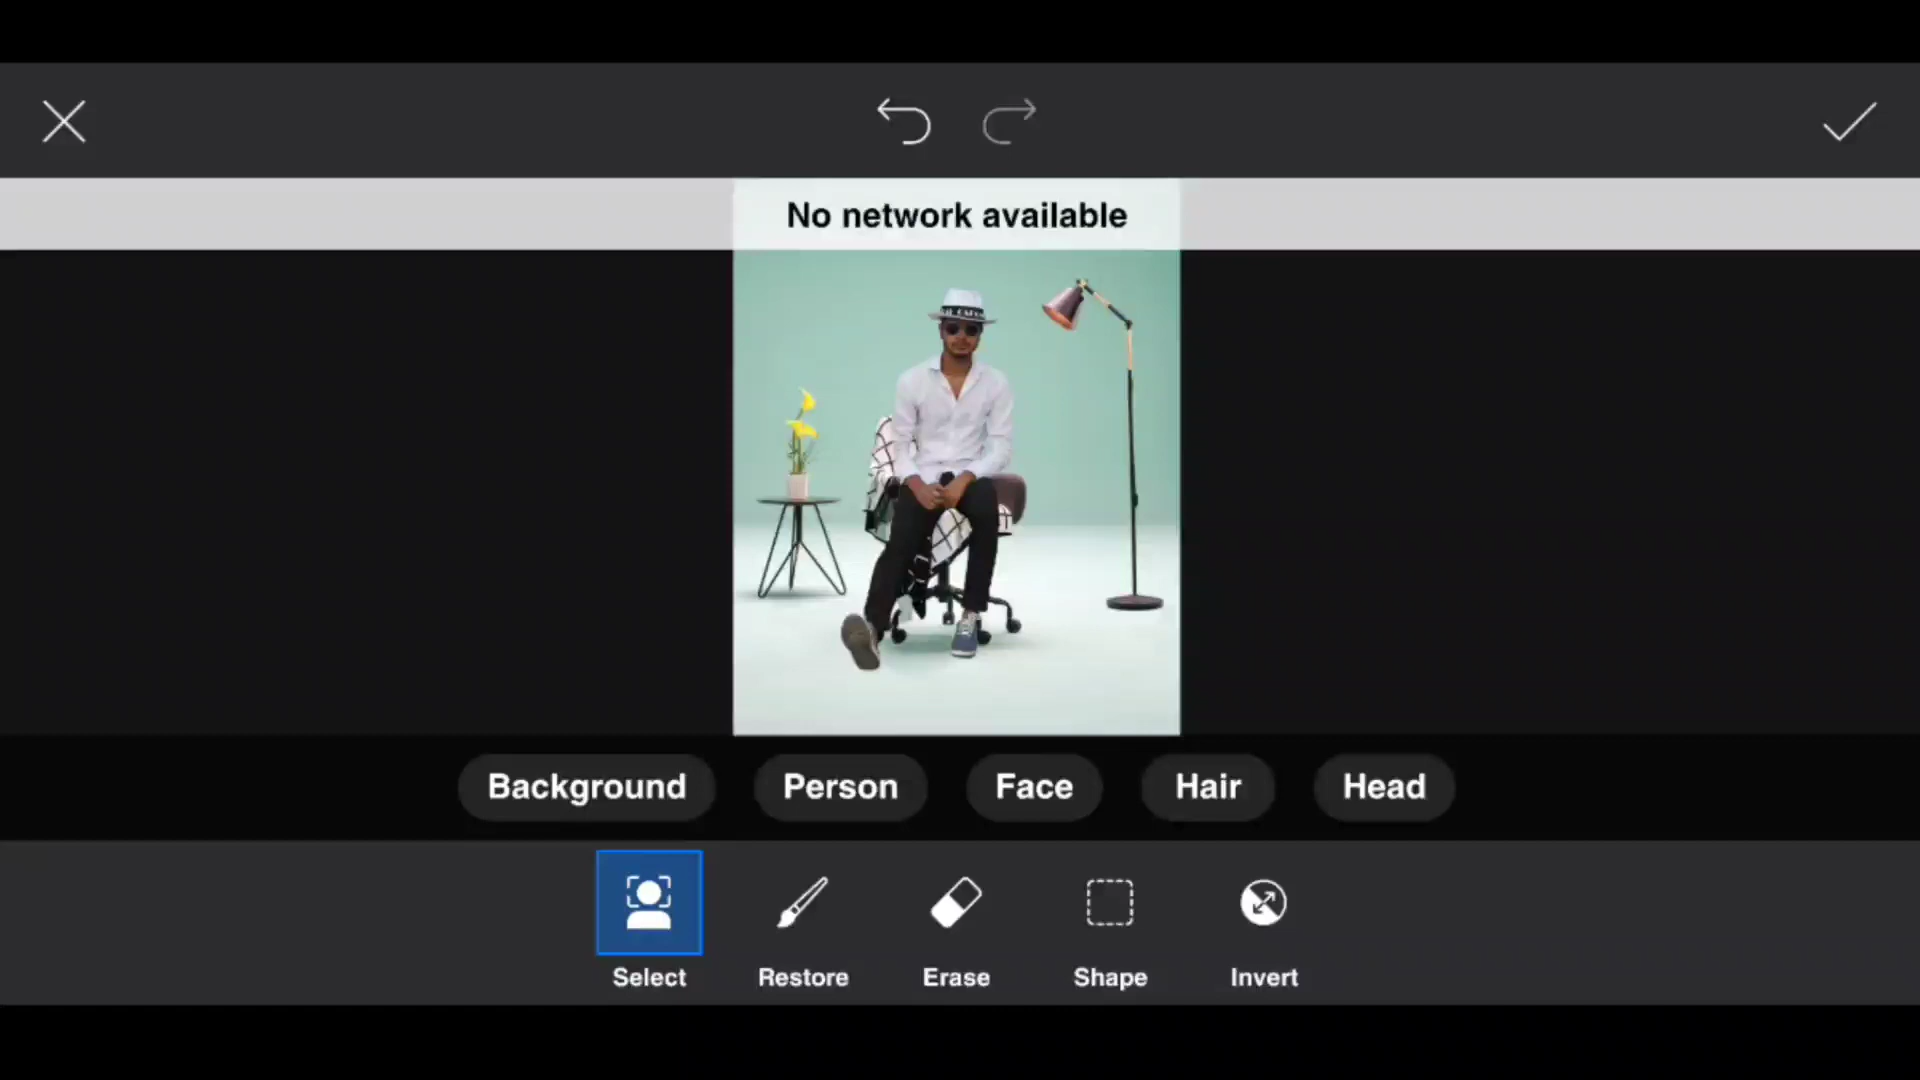 No network available
Background
Person
Face
Hair
Head
Select
Restore
Erase
Shape
Invert